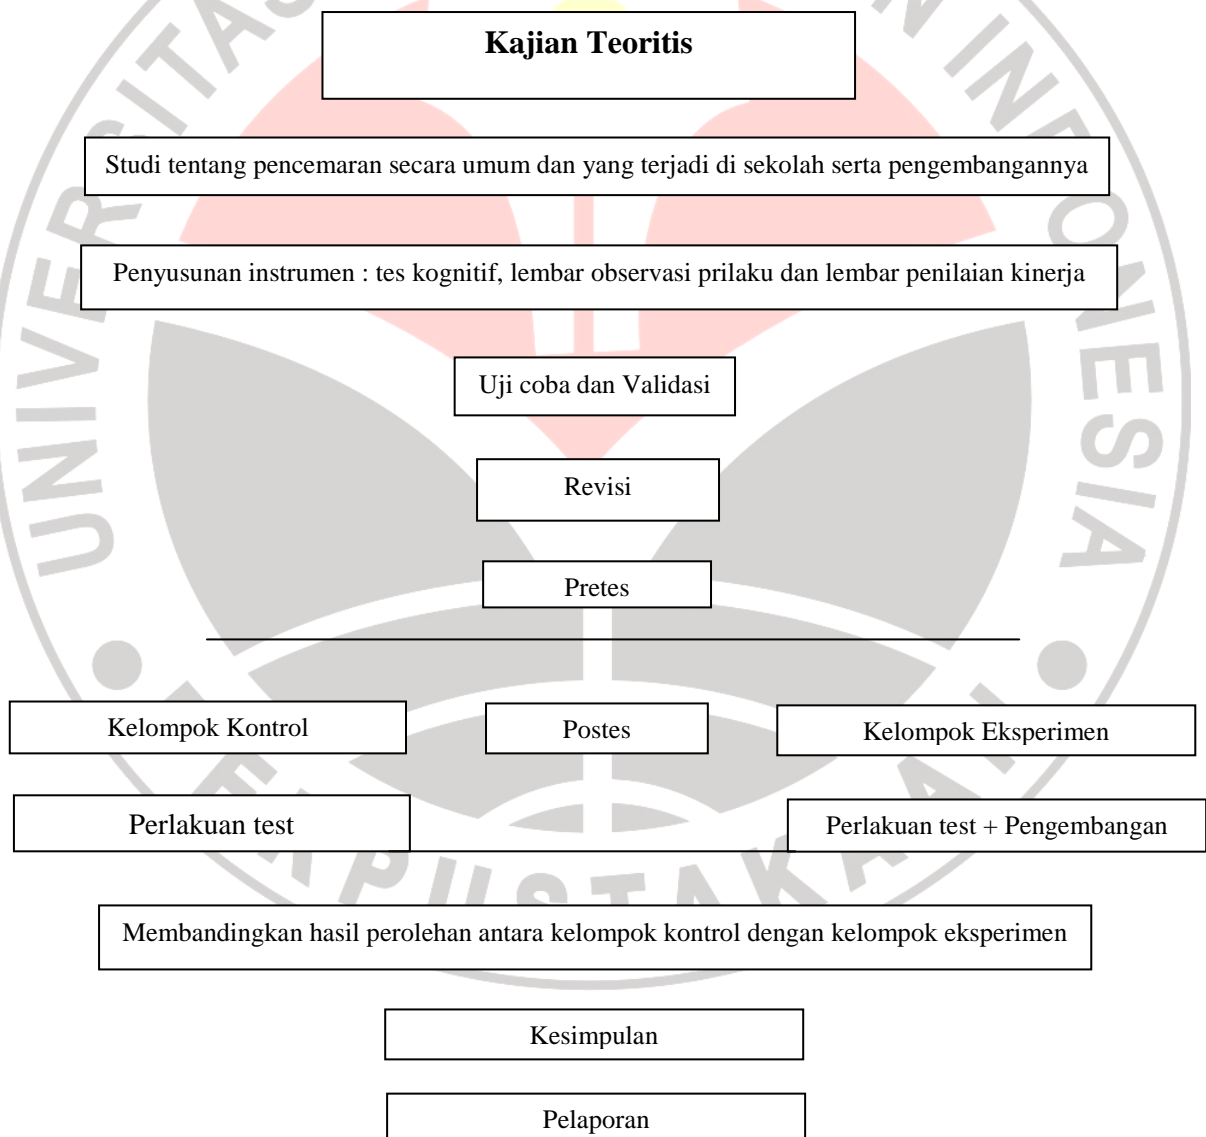 Kajian Teoritis
Studi tentang pencemaran secara umum dan yang terjadi di sekolah serta pengembangannya
Penyusunan instrumen : tes kognitif, lembar observasi prilaku dan lembar penilaian kinerja
Uji coba dan Validasi
Revisi
Pretes
Kelompok Kontrol
Postes
Kelompok Eksperimen
Perlakuan test
Perlakuan test + Pengembangan
Membandingkan hasil perolehan antara kelompok kontrol dengan kelompok eksperimen
Kesimpulan
Pelaporan